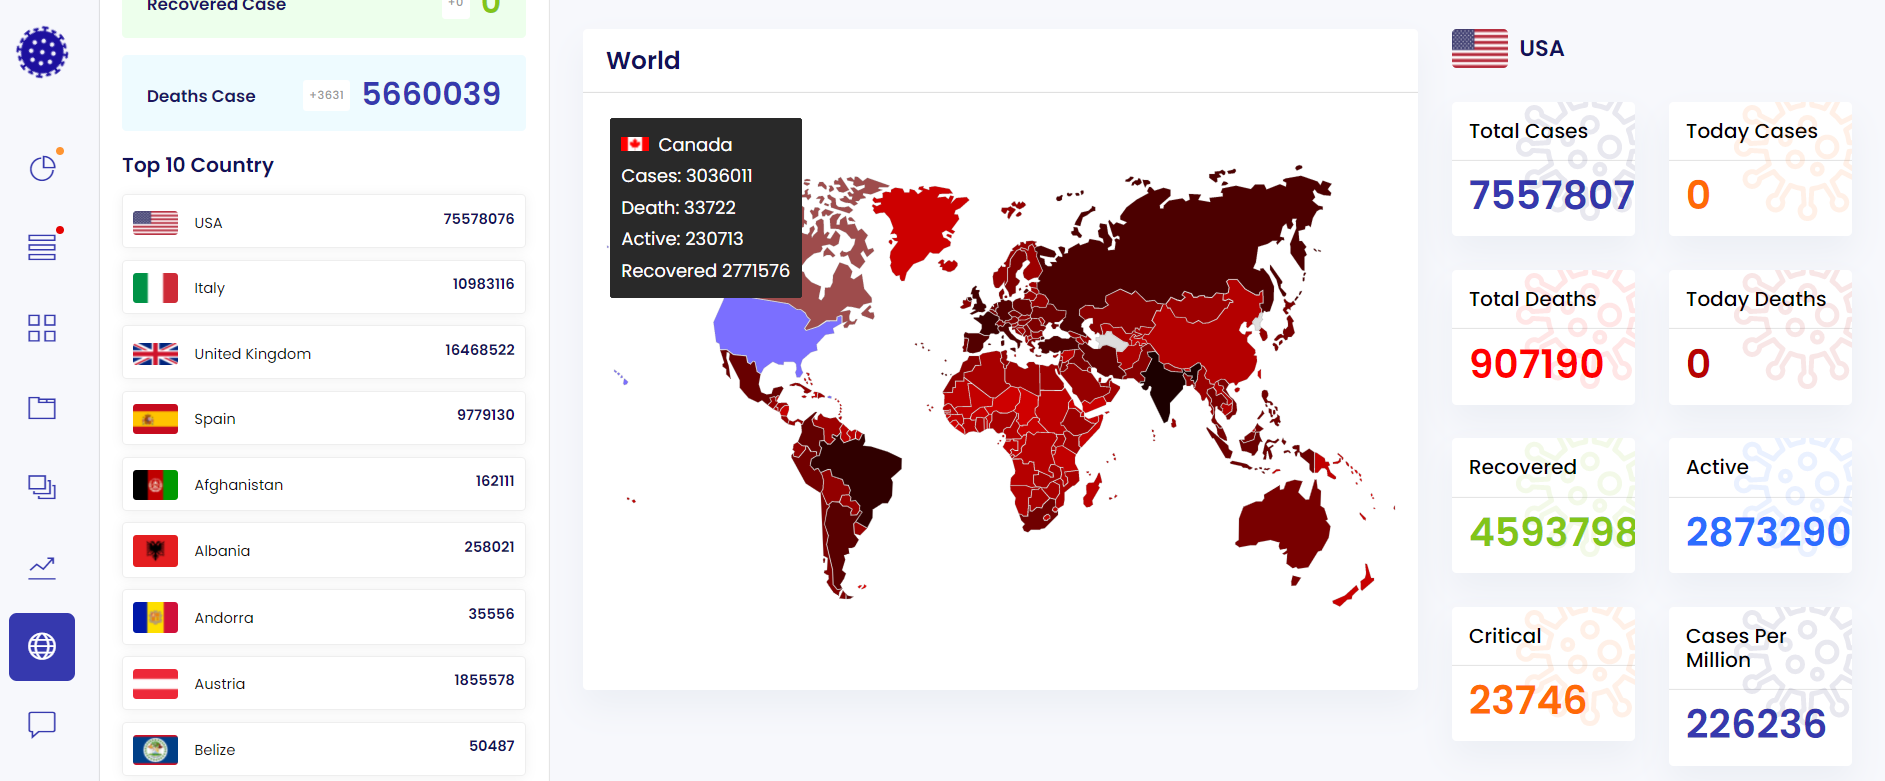 Recovered Case
+0
0
Deaths Case
+3631
5660039
Top 10 Country
USA
75578076
Italy
10983116
United Kingdom
16468522
Spain
9779130
Afghanistan
162111
Albania
258021
Andorra
35556
Austria
1855578
Belize
50487
World
Canada
Cases: 3036011
Death: 33722
Active: 230713
Recovered 2771576
USA
Total Cases
7557807
Today Cases
0
Total Deaths
907190
Today Deaths
0
Recovered
4593798
Active
2873290
Critical
23746
Cases Per
Million
226236